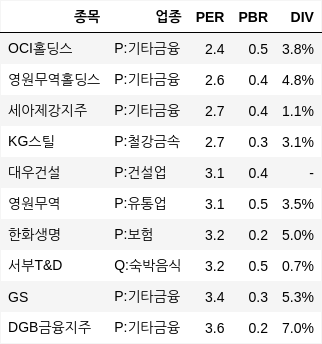 종목 업종 PER PBR DIV
OCI홀딩스 P:기타금융 2.4 0.5 3.8%
영원무역홀딩스 P:기타금융 2.6 0.4 4.8%
세아제강지주 P:기타금융 2.7 0.4 1.1%
KG스틸 P:철강금속 2.7 0.3 3.1%
대우건설 P:건설업 3.1 0.4 -
영원무역 P:유통업 3.1 0.5 3.5%
한화생명 P:보험 3.2 0.2 5.0%
서부T&D Q:숙박음식 3.2 0.5 0.7%
GS P:기타금융 3.4 0.3 5.3%
DGB금융지주 P:기타금융 3.6 0.2 7.0%